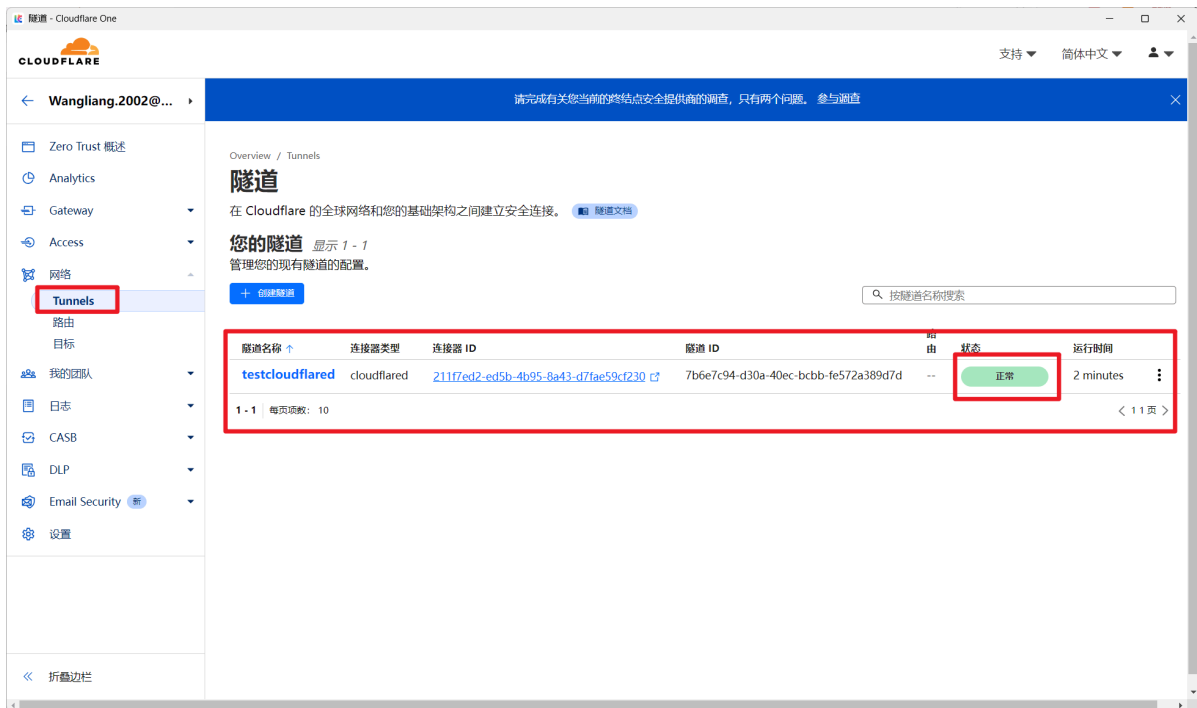 隧道 - Cloudflare One
CLOUDFLARE
支持
简体中文
Wangliang.2002@...
请完成有关您当前的终结点安全提供商的调查，只有两个问题。 参与调查
Zero Trust 概述
Analytics
Gateway
Access
网络
Tunnels
路由
目标
我的团队
日志
CASB
DLP
Email Security 新
设置
折叠边栏
Overview / Tunnels
隧道
在 Cloudflare 的全球网络和您的基础架构之间建立安全连接。 隧道文档
您的隧道 显示 1 - 1
管理您的现有隧道的配置。
+ 创建隧道
按隧道名称搜索
隧道名称 ↑ 连接器类型 连接器 ID 隧道 ID 路由 状态 运行时间
testcloudflared cloudflared 211f7ed2-ed5b-4b95-8a43-d7fae59cf230 7b6e7c94-d30a-40ec-bcbb-fe572a389d7d -- 正常 2 minutes
1 - 1 每页项数： 10 1 1 页